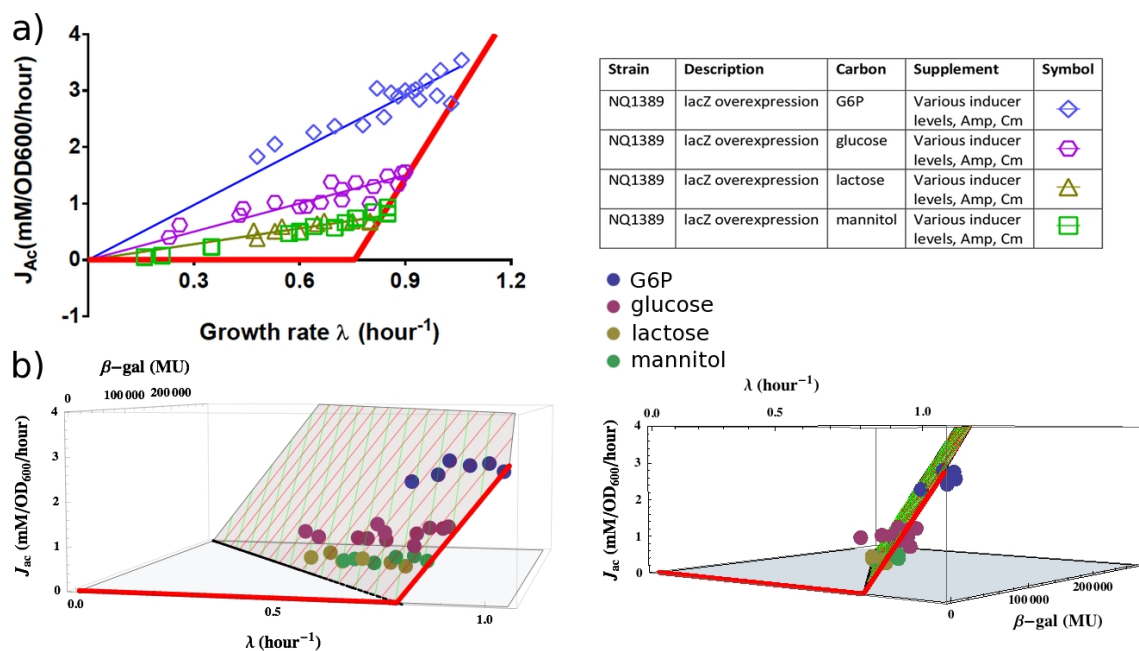 a)
J_Ac(mM/OD600/hour)
4
3
2
1
0
-1
0.3 0.6 0.9 1.2
Growth rate λ (hour⁻¹)
Strain Description Carbon Supplement Symbol
NQ1389 lacZ overexpression G6P Various inducer
levels, Amp, Cm
NQ1389 lacZ overexpression glucose Various inducer
levels, Amp, Cm
NQ1389 lacZ overexpression lactose Various inducer
levels, Amp, Cm
NQ1389 lacZ overexpression mannitol Various inducer
levels, Amp, Cm
G6P
glucose
lactose
mannitol
b)
β−gal (MU)
0 100 000 200 000
J_ac (mM/OD₆₀₀/hour)
4
3
2
1
0
0.0 0.5 1.0
λ (hour⁻¹)
λ (hour⁻¹)
0.0 0.5 1.0
J_ac (mM/OD₆₀₀/hour)
4
3
2
1
0
0 100 000 200 000
β−gal (MU)